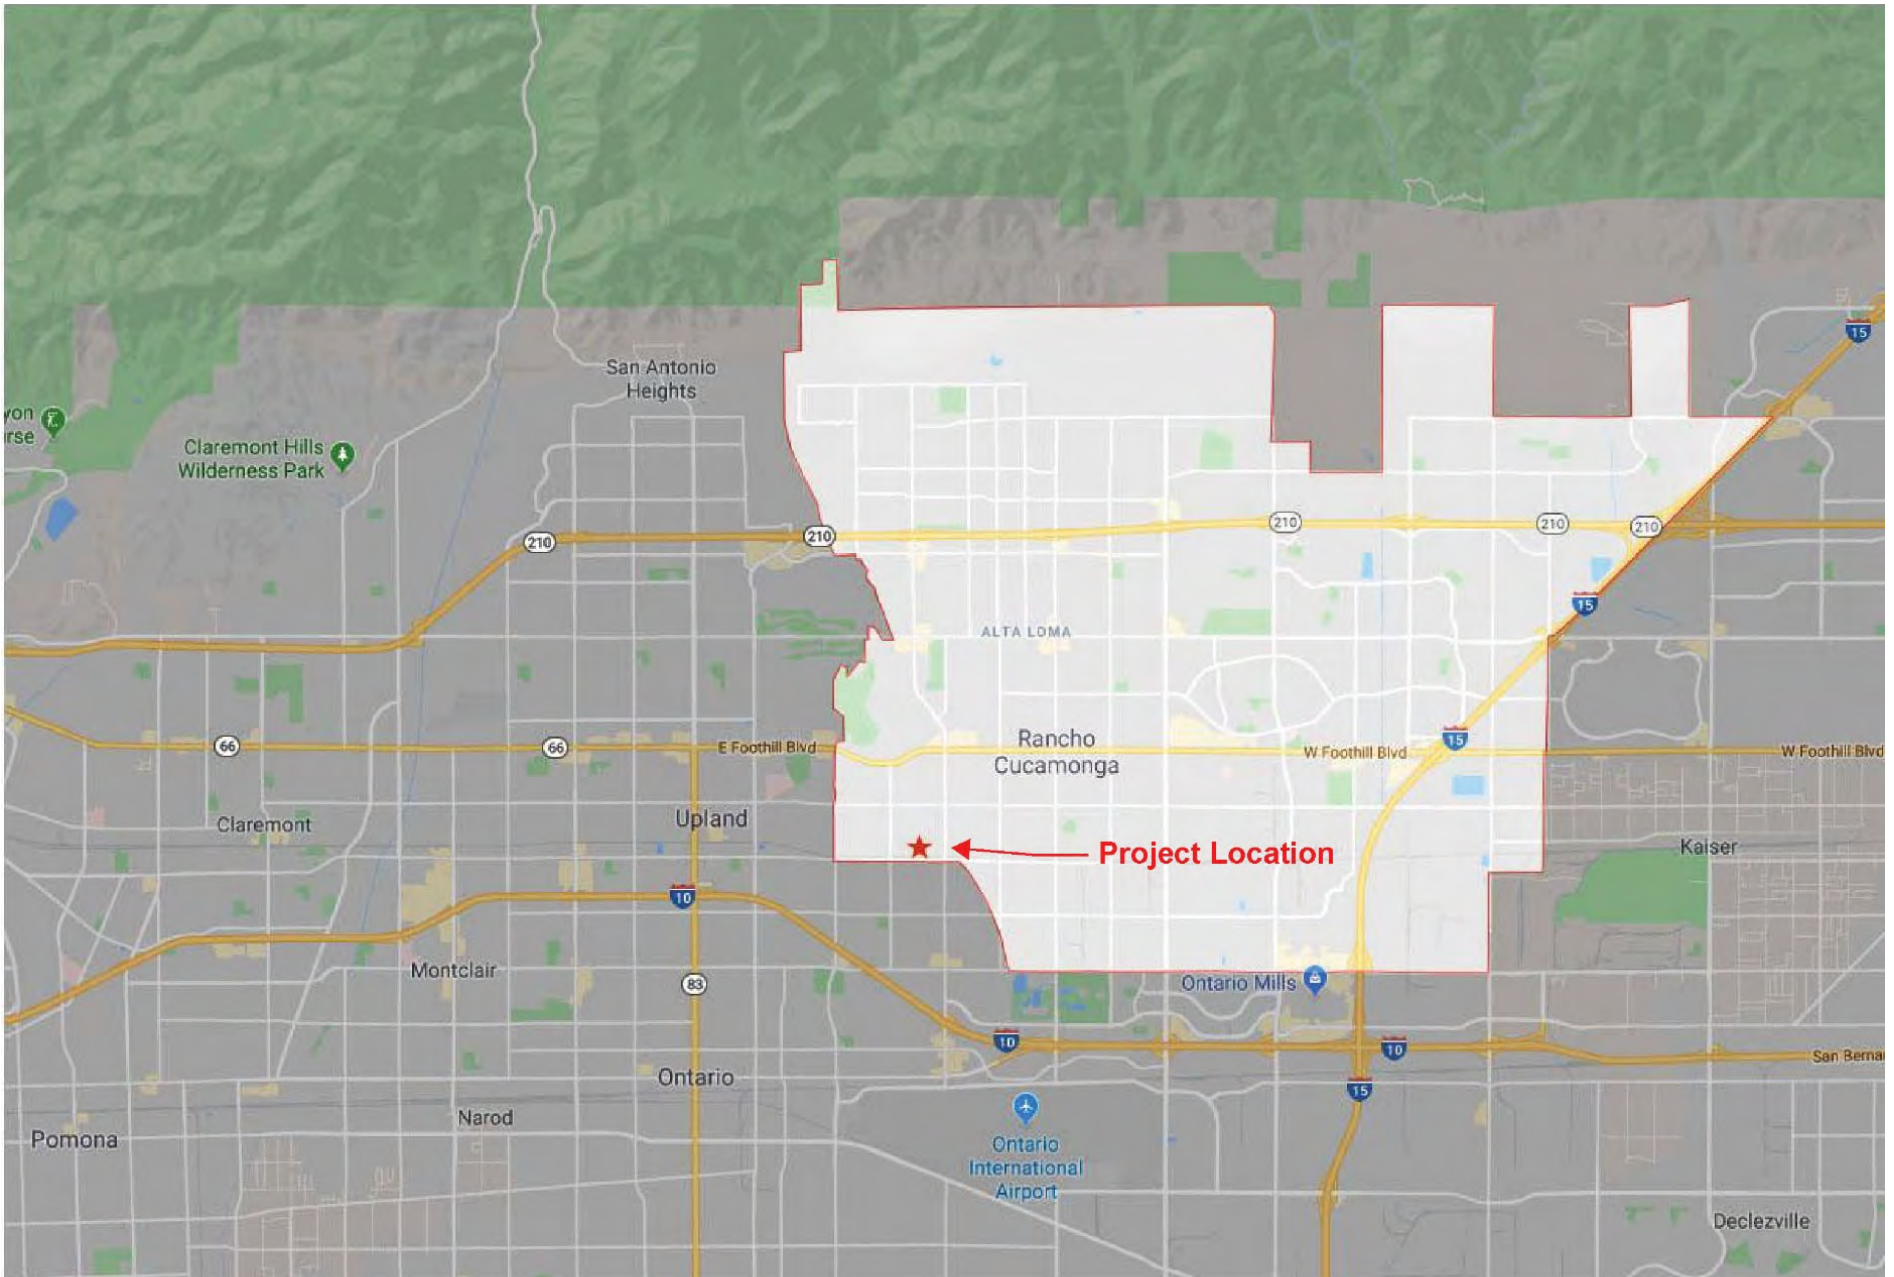 San Antonio
Heights
15
yon
rse
Claremont Hills
Wilderness Park
210
210
210
210
210
15
ALTA LOMA
66
66
E Foothill Blvd
Rancho
Cucamonga
W Foothill Blvd
15
W Foothill Blvd
Claremont
Upland
Project Location
Kaiser
10
Montclair
83
Ontario Mills
10
10
San Berna
15
Ontario
Narod
Pomona
Ontario
International
Airport
Declezville